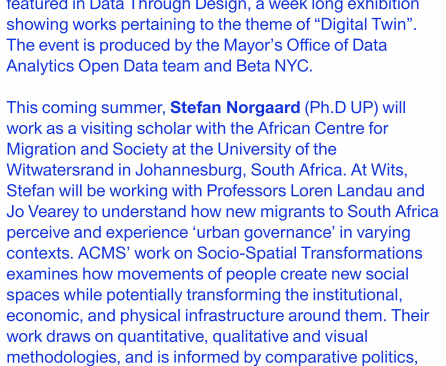 featured in Data Through Design, a week long exhibition
showing works pertaining to the theme of “Digital Twin”.
The event is produced by the Mayor’s Office of Data
Analytics Open Data team and Beta NYC.
This coming summer, Stefan Norgaard (Ph.D UP) will
work as a visiting scholar with the African Centre for
Migration and Society at the University of the
Witwatersrand in Johannesburg, South Africa. At Wits,
Stefan will be working with Professors Loren Landau and
Jo Vearey to understand how new migrants to South Africa
perceive and experience ‘urban governance’ in varying
contexts. ACMS’ work on Socio-Spatial Transformations
examines how movements of people create new social
spaces while potentially transforming the institutional,
economic, and physical infrastructure around them. Their
work draws on quantitative, qualitative and visual
methodologies, and is informed by comparative politics,